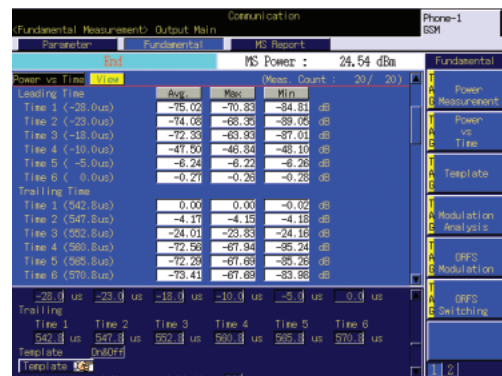 Communication
Phone-1
<Fundamental Measurement> Output Main
GSM
Parameter Fundamental MS Report
End MS Power : 24.54 dBm Fundamental
Power vs Time View (Meas. Count : 20/ 20)
Leading Time Avg. Max Min
Time 1 (-28.0us) -75.02 -70.83 -84.81 dB
Time 2 (-23.0us) -74.08 -68.35 -89.05 dB
Time 3 (-18.0us) -72.33 -63.93 -87.01 dB
Time 4 (-10.0us) -47.50 -46.84 -48.10 dB
Time 5 ( -5.0us) -6.24 -6.22 -6.26 dB
Time 6 ( 0.0us) -0.27 -0.26 -0.28 dB
Trailing Time
Time 1 (542.8us) 0.00 0.00 -0.02 dB
Time 2 (547.8us) -4.17 -4.15 -4.18 dB
Time 3 (552.8us) -24.01 -23.83 -24.16 dB
Time 4 (560.8us) -72.56 -67.94 -95.24 dB
Time 5 (565.8us) -72.29 -67.69 -85.26 dB
Time 6 (570.8us) -73.41 -67.69 -83.98 dB
-28.0 us -23.0 us -18.0 us -10.0 us -5.0 us 0.0 us
Trailing
Time 1 Time 2 Time 3 Time 4 Time 5 Time 6
542.8 us 547.8 us 552.8 us 560.8 us 565.8 us 570.8 us
Template On&Off
Template
TAG Power Measurement
TAG Power vs Time
TAG Template
TAG Modulation Analysis
TAG ORFS Modulation
TAG ORFS Switching
1 2